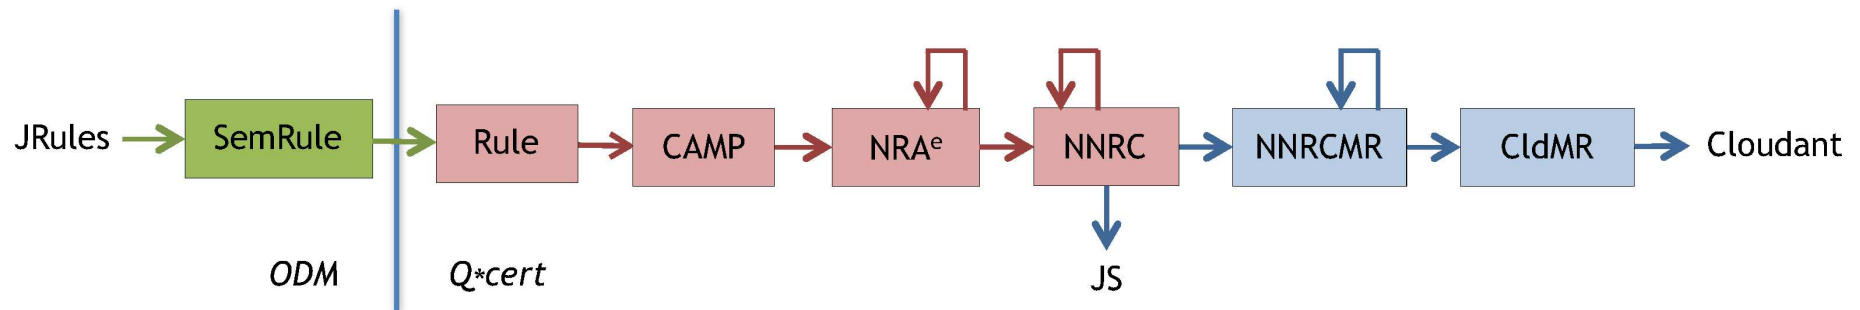 JRules
SemRule
Rule
CAMP
NRAᵉ
NNRC
NNRCMR
CldMR
Cloudant
ODM
Q*cert
JS